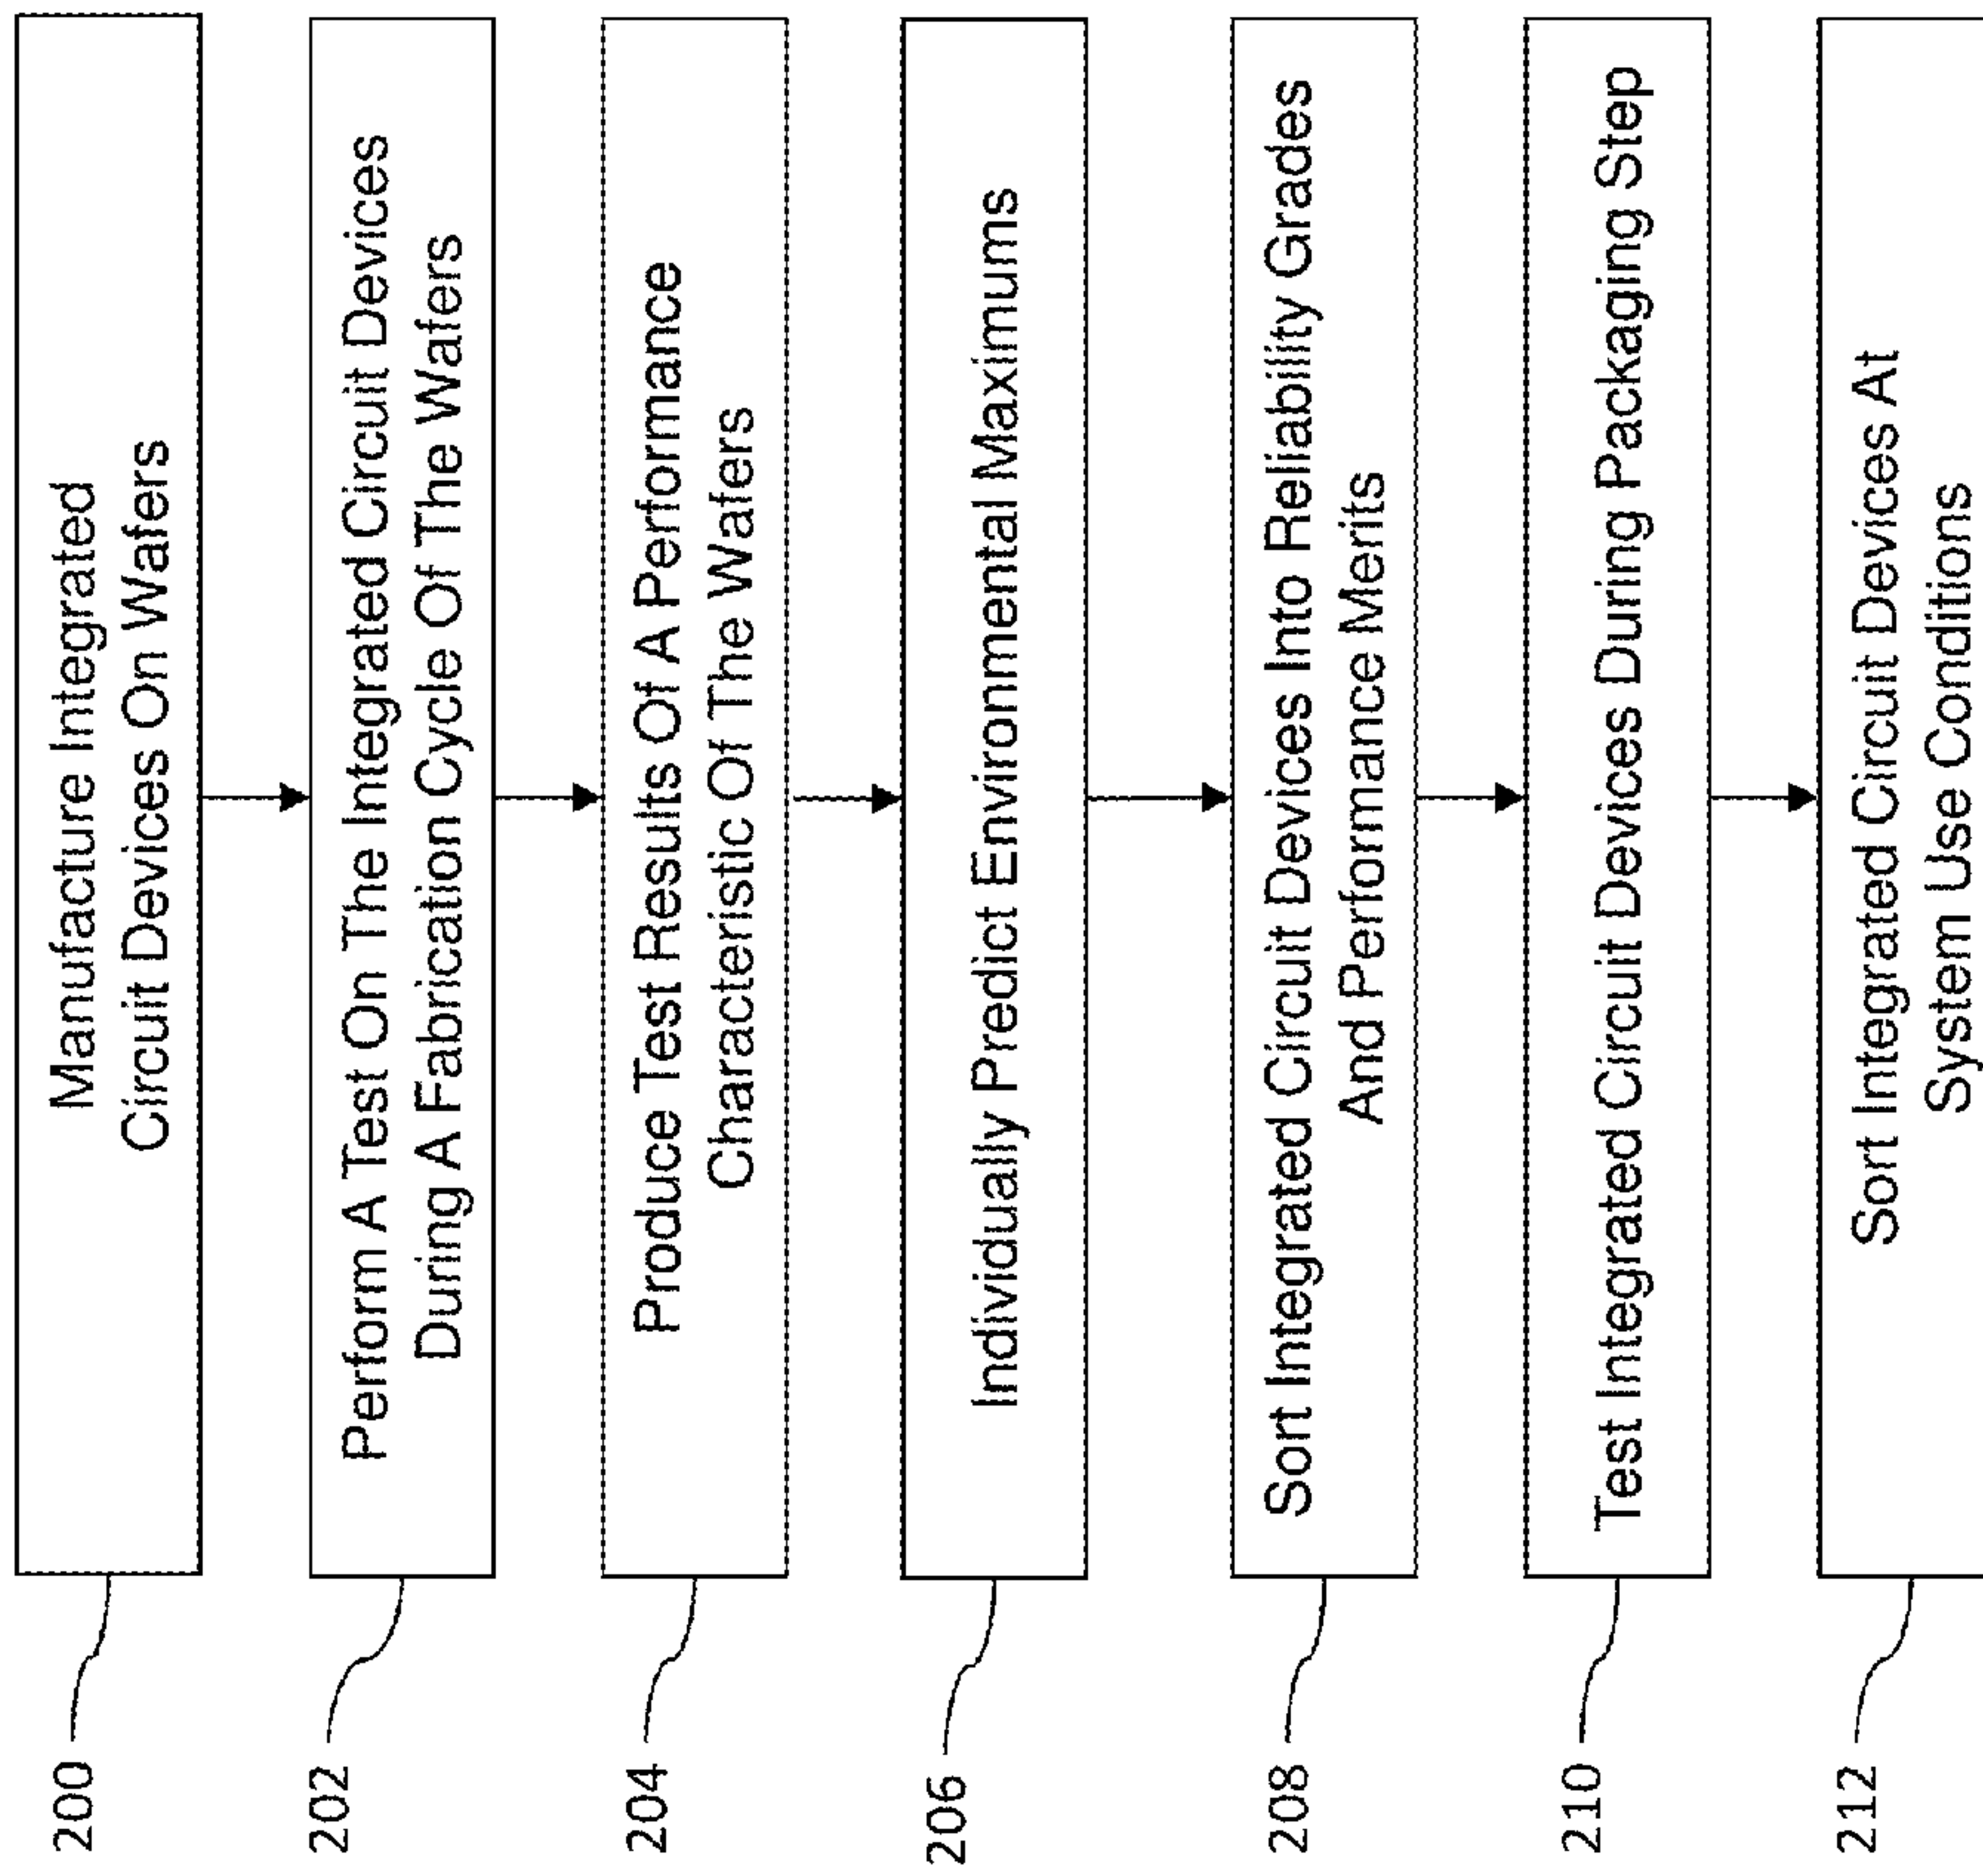 200
Manufacture Integrated
Circuit Devices On Wafers
202
Perform A Test On The Integrated Circuit Devices
During A Fabrication Cycle Of The Wafers
204
Produce Test Results Of A Performance
Characteristic Of The Wafers
206
Individually Predict Environmental Maximums
208
Sort Integrated Circuit Devices Into Reliability Grades
And Performance Merits
210
Test Integrated Circuit Devices During Packaging Step
212
Sort Integrated Circuit Devices At
System Use Conditions